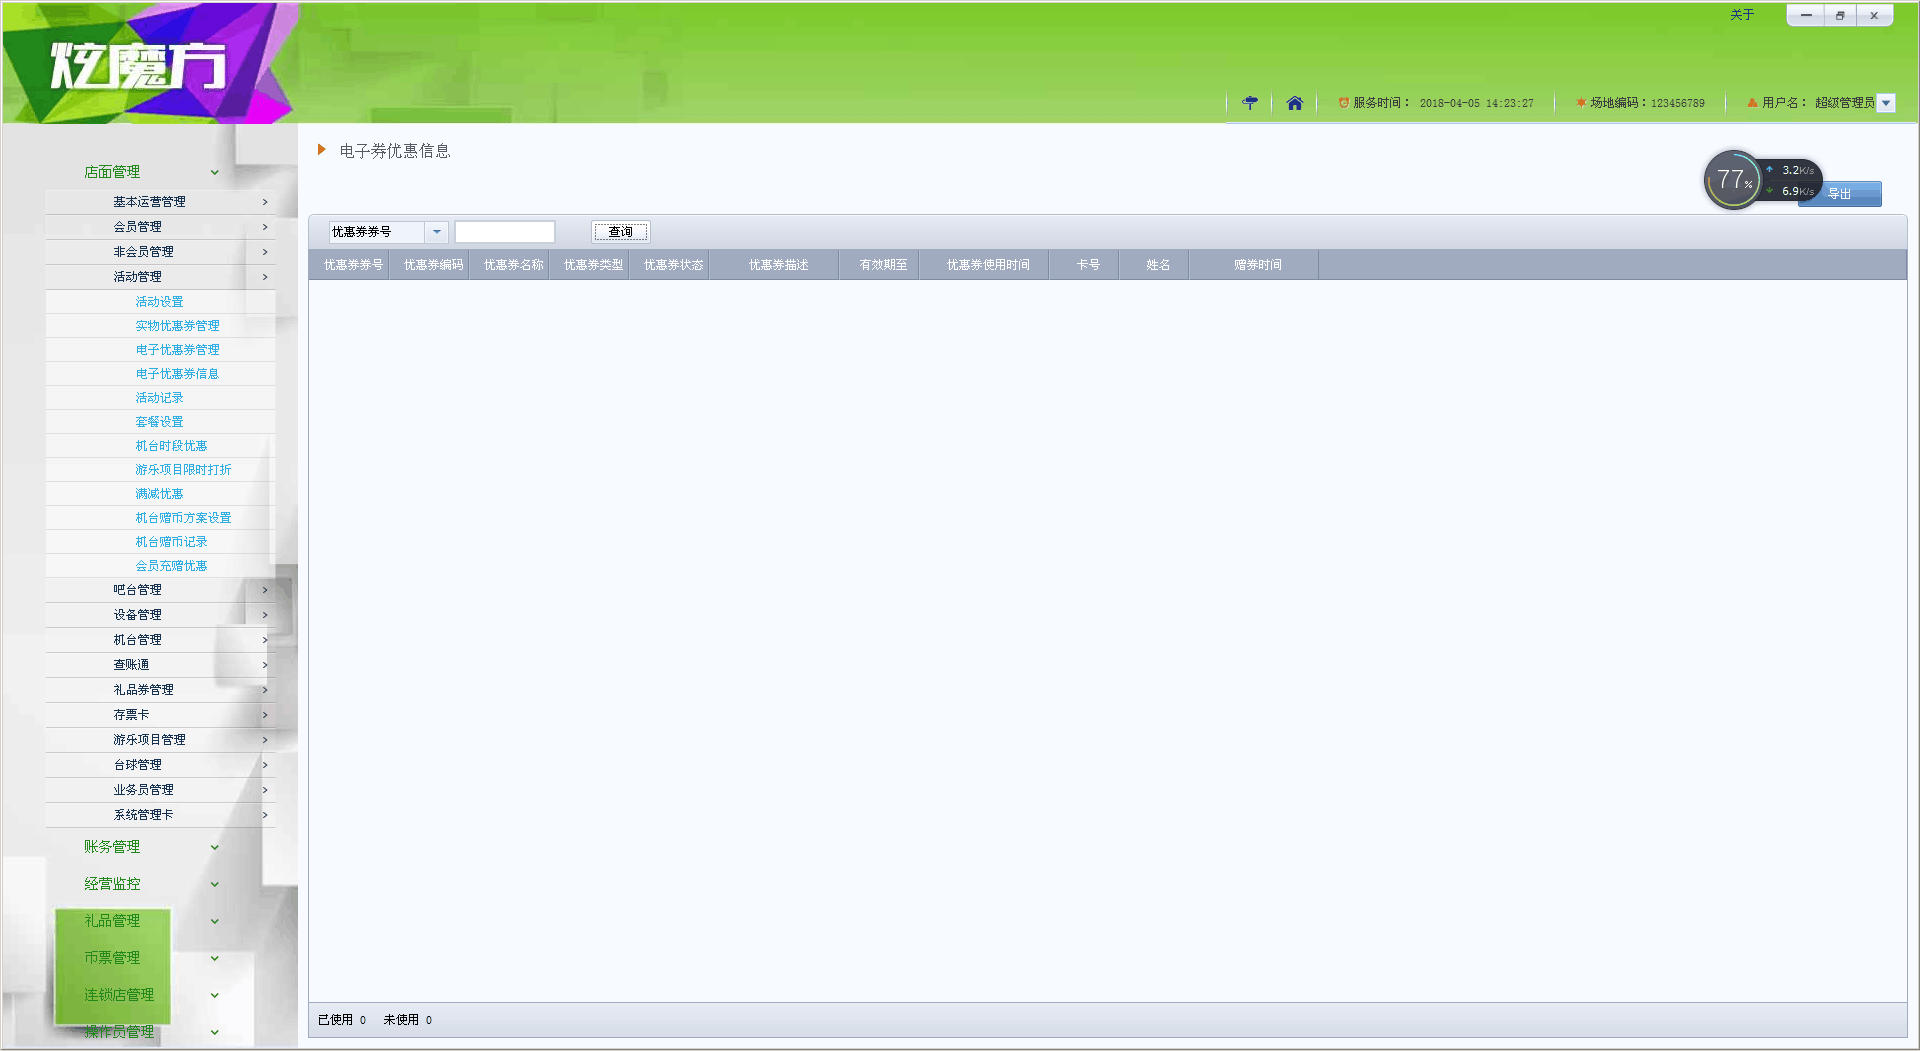 关于
炫魔方
服务时间： 2018-04-05 14:23:27 场地编码：123456789 用户名： 超级管理员
电子券优惠信息
77% 3.2K/s
6.9K/s
导出
优惠券券号 查询
优惠券券号 优惠券编码 优惠券名称 优惠券类型 优惠券状态 优惠券描述 有效期至 优惠券使用时间 卡号 姓名 赠券时间
店面管理
基本运营管理
会员管理
非会员管理
活动管理
活动设置
实物优惠券管理
电子优惠券管理
电子优惠券信息
活动记录
套餐设置
机台时段优惠
游乐项目限时打折
满减优惠
机台赠币方案设置
机台赠币记录
会员充赠优惠
吧台管理
设备管理
机台管理
查账通
礼品券管理
存票卡
游乐项目管理
台球管理
业务员管理
系统管理卡
账务管理
经营监控
礼品管理
币票管理
连锁店管理
操作员管理
已使用 0 未使用 0